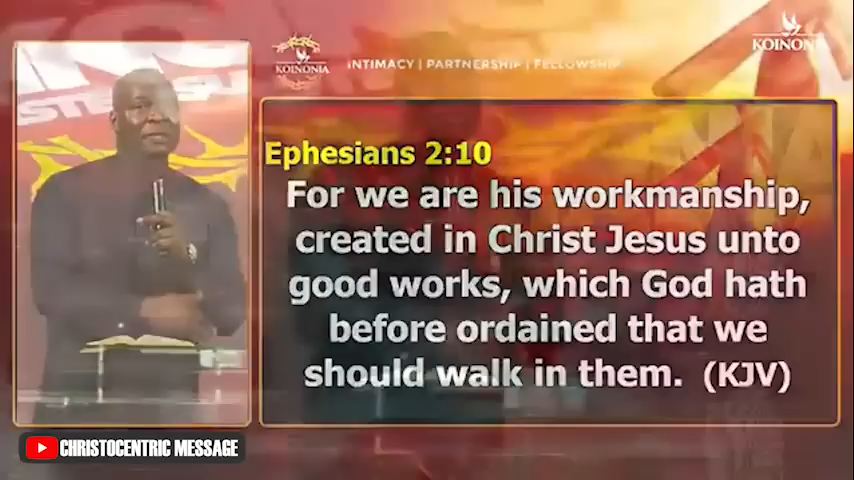 KOINONIA
INTIMACY | PARTNERSHIP | FELLOWSHIP
Ephesians 2:10
For we are his workmanship,
created in Christ Jesus unto
good works, which God hath
before ordained that we
should walk in them. (KJV)
CHRISTOCENTRIC MESSAGE